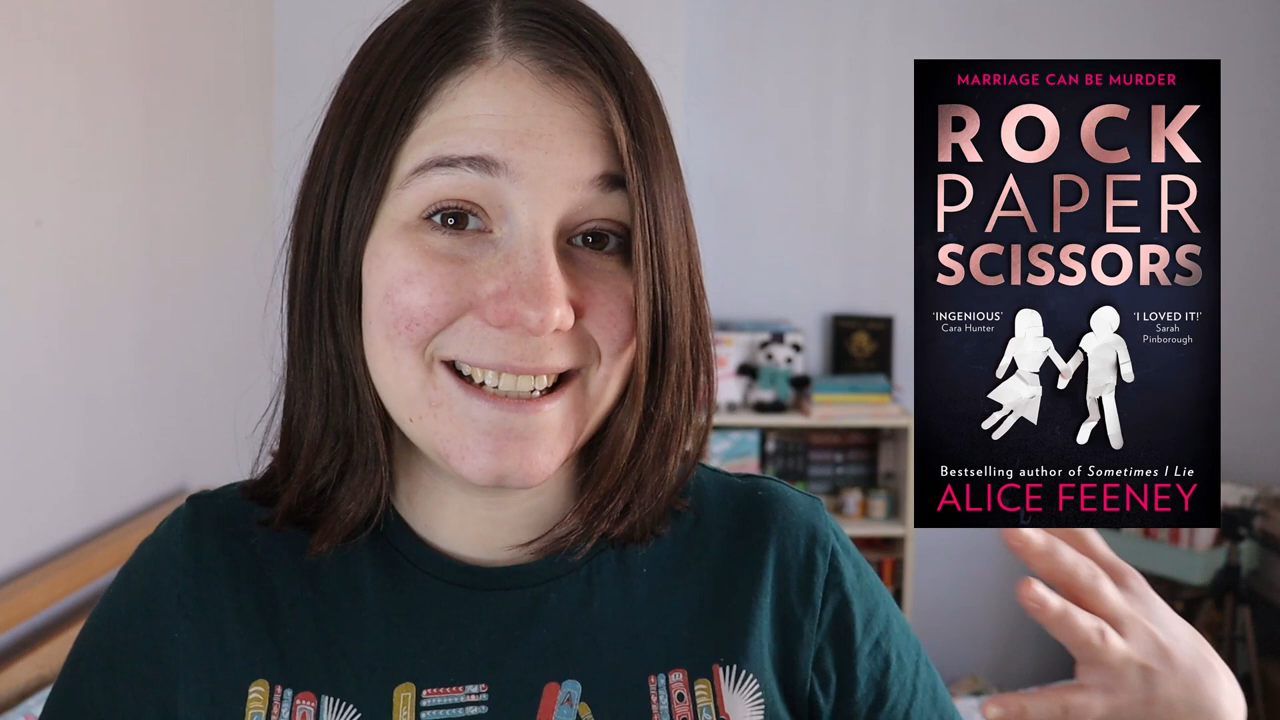 MARRIAGE CAN BE MURDER
ROCK
PAPER
SCISSORS
'INGENIOUS'
Cara Hunter
'I LOVED IT!'
Sarah
Pinborough
Bestselling author of Sometimes I Lie
ALICE FEENEY
READ